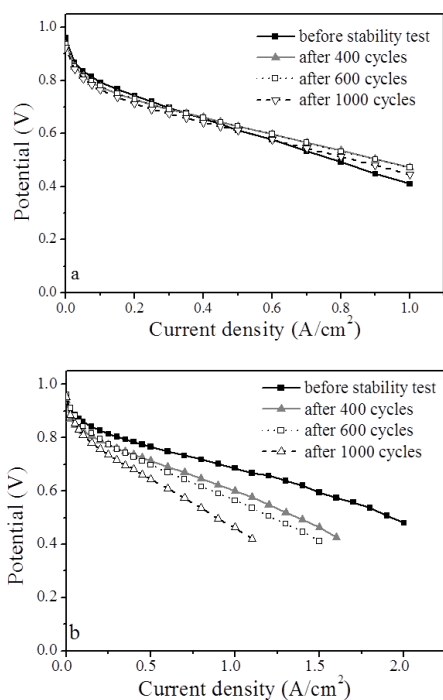 1.0
0.8
0.6
0.4
0.2
0.0
Potential (V)
before stability test
after 400 cycles
after 600 cycles
after 1000 cycles
a
0.0 0.2 0.4 0.6 0.8 1.0
Current density (A/cm²)
1.0
0.8
0.6
0.4
0.2
0.0
Potential (V)
before stability test
after 400 cycles
after 600 cycles
after 1000 cycles
b
0.0 0.5 1.0 1.5 2.0
Current density (A/cm²)